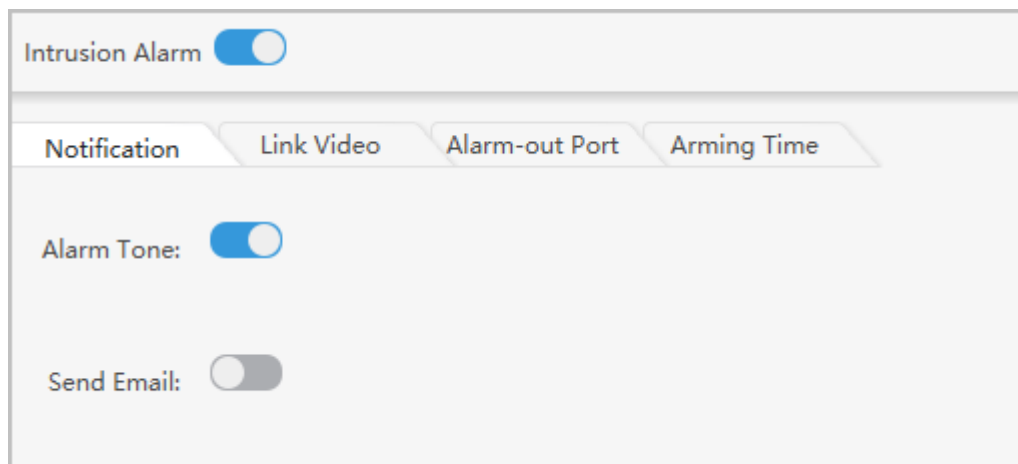 Intrusion Alarm
Notification Link Video Alarm-out Port Arming Time
Alarm Tone:
Send Email: